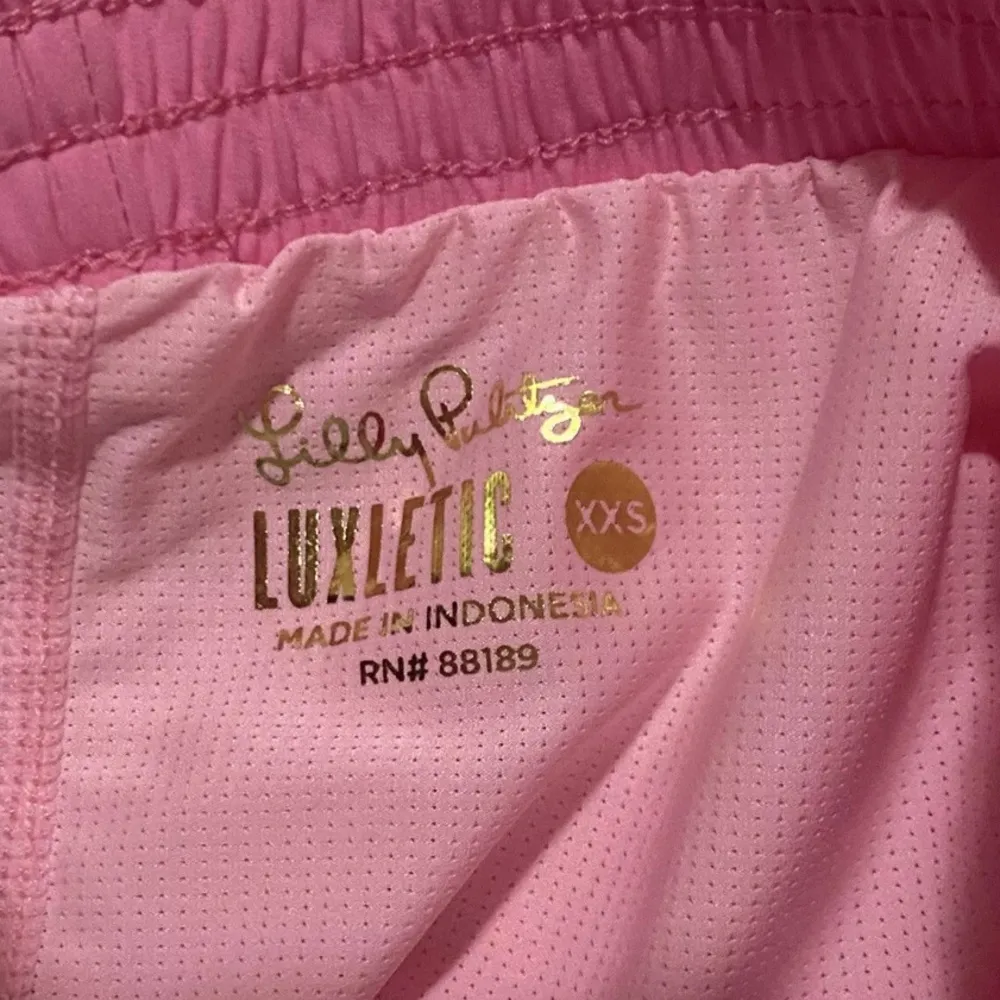 Lilly Pulitzer
LUXLETIC
XXS
MADE IN INDONESIA
RN# 88189